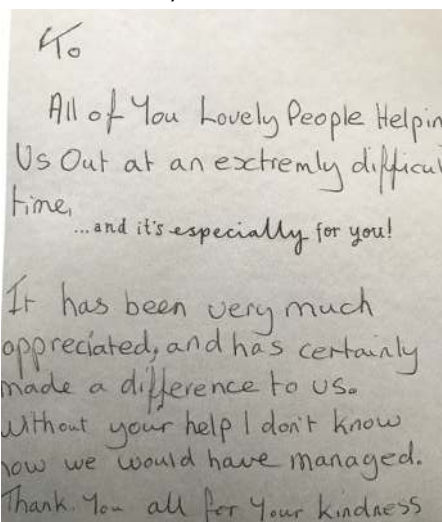 To
All of You Lovely People Helpin
Us Out at an extremly difficul
time,
...and it's especially for you!
It has been very much
appreciated, and has certainly
made a difference to us.
Without your help I don't know
how we would have managed.
Thank. You all for Your kindness